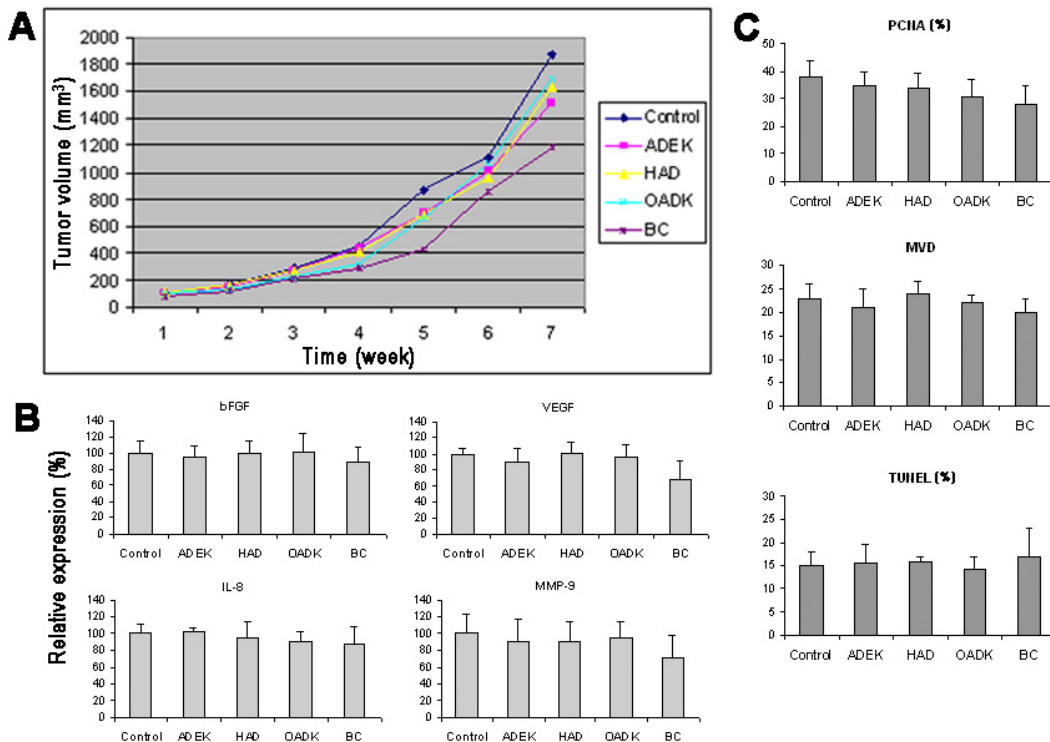 A
2000
1800
1600
1400
1200
1000
800
600
400
200
0
Tumor volume (mm³)
1 2 3 4 5 6 7
Time (week)
Control
ADEK
HAD
OADK
BC
B
Relative expression (%)
bFGF
140
120
100
80
60
40
20
0
Control ADEK HAD OADK BC
VEGF
140
120
100
80
60
40
20
0
Control ADEK HAD OADK BC
IL-8
140
120
100
80
60
40
20
0
Control ADEK HAD OADK BC
MMP-9
140
120
100
80
60
40
20
0
Control ADEK HAD OADK BC
C
PCNA (%)
50
40
30
20
10
0
Control ADEK HAD OADK BC
MVD
30
25
20
15
10
5
0
Control ADEK HAD OADK BC
TUNEL (%)
30
25
20
15
10
5
0
Control ADEK HAD OADK BC